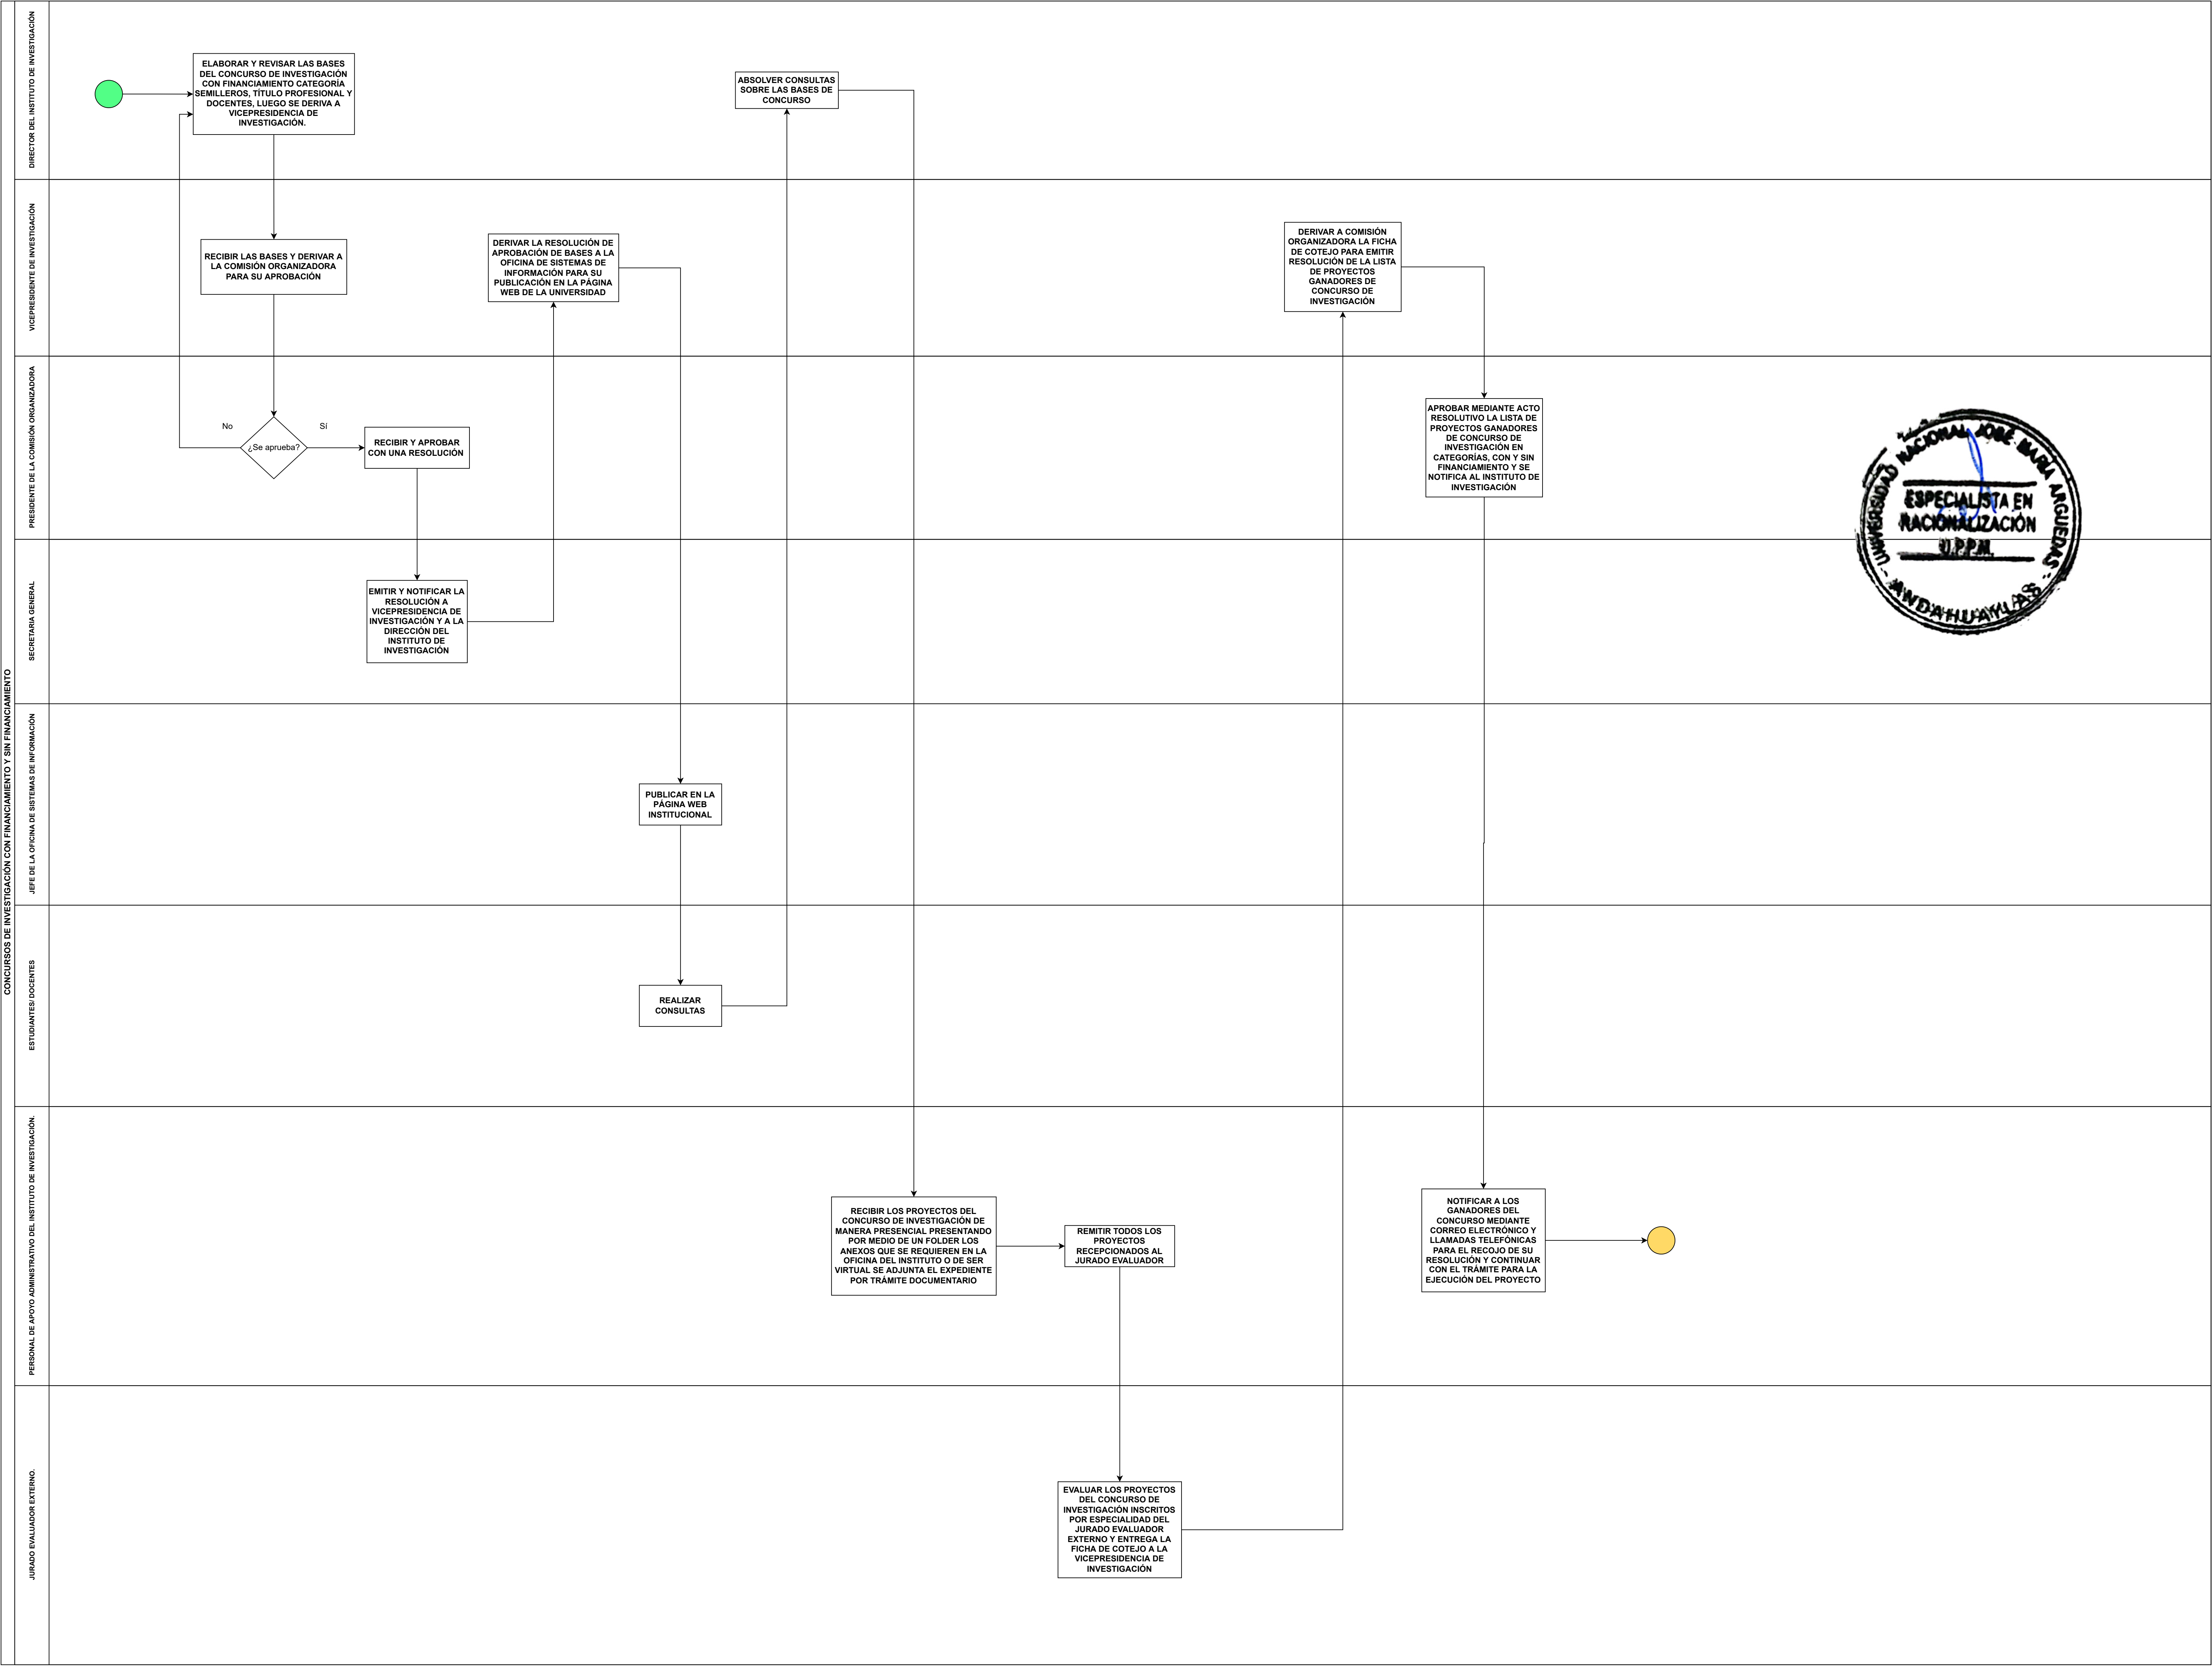 CONCURSOS DE INVESTIGACIÓN CON FINANCIAMIENTO Y SIN FINANCIAMIENTO
DIRECTOR DEL INSTITUTO DE INVESTIGACIÓN
ELABORAR Y REVISAR LAS BASES
DEL CONCURSO DE INVESTIGACIÓN
CON FINANCIAMIENTO CATEGORÍA
SEMILLEROS, TÍTULO PROFESIONAL Y
DOCENTES, LUEGO SE DERIVA A
VICEPRESIDENCIA DE
INVESTIGACIÓN.
ABSOLVER CONSULTAS
SOBRE LAS BASES DE
CONCURSO
VICEPRESIDENTE DE INVESTIGACIÓN
RECIBIR LAS BASES Y DERIVAR A
LA COMISIÓN ORGANIZADORA
PARA SU APROBACIÓN
DERIVAR LA RESOLUCIÓN DE
APROBACIÓN DE BASES A LA
OFICINA DE SISTEMAS DE
INFORMACIÓN PARA SU
PUBLICACIÓN EN LA PÁGINA
WEB DE LA UNIVERSIDAD
DERIVAR A COMISIÓN
ORGANIZADORA LA FICHA
DE COTEJO PARA EMITIR
RESOLUCIÓN DE LA LISTA
DE PROYECTOS
GANADORES DE
CONCURSO DE
INVESTIGACIÓN
PRESIDENTE DE LA COMISIÓN ORGANIZADORA
No
¿Se aprueba?
Sí
RECIBIR Y APROBAR
CON UNA RESOLUCIÓN
APROBAR MEDIANTE ACTO
RESOLUTIVO LA LISTA DE
PROYECTOS GANADORES
DE CONCURSO DE
INVESTIGACIÓN EN
CATEGORÍAS, CON Y SIN
FINANCIAMIENTO Y SE
NOTIFICA AL INSTITUTO DE
INVESTIGACIÓN
UNIVERSIDAD NACIONAL JOSÉ MARÍA ARGUEDAS
ESPECIALISTA EN
RACIONALIZACIÓN
U.P.P.M.
- ANDAHUAYLAS -
SECRETARIA GENERAL
EMITIR Y NOTIFICAR LA
RESOLUCIÓN A
VICEPRESIDENCIA DE
INVESTIGACIÓN Y A LA
DIRECCIÓN DEL
INSTITUTO DE
INVESTIGACIÓN
JEFE DE LA OFICINA DE SISTEMAS DE INFORMACIÓN
PUBLICAR EN LA
PÁGINA WEB
INSTITUCIONAL
ESTUDIANTES/ DOCENTES
REALIZAR
CONSULTAS
PERSONAL DE APOYO ADMINISTRATIVO DEL INSTITUTO DE INVESTIGACIÓN.
RECIBIR LOS PROYECTOS DEL
CONCURSO DE INVESTIGACIÓN DE
MANERA PRESENCIAL PRESENTANDO
POR MEDIO DE UN FOLDER LOS
ANEXOS QUE SE REQUIEREN EN LA
OFICINA DEL INSTITUTO O DE SER
VIRTUAL SE ADJUNTA EL EXPEDIENTE
POR TRÁMITE DOCUMENTARIO
REMITIR TODOS LOS
PROYECTOS
RECEPCIONADOS AL
JURADO EVALUADOR
NOTIFICAR A LOS
GANADORES DEL
CONCURSO MEDIANTE
CORREO ELECTRÓNICO Y
LLAMADAS TELEFÓNICAS
PARA EL RECOJO DE SU
RESOLUCIÓN Y CONTINUAR
CON EL TRÁMITE PARA LA
EJECUCIÓN DEL PROYECTO
JURADO EVALUADOR EXTERNO.
EVALUAR LOS PROYECTOS
DEL CONCURSO DE
INVESTIGACIÓN INSCRITOS
POR ESPECIALIDAD DEL
JURADO EVALUADOR
EXTERNO Y ENTREGA LA
FICHA DE COTEJO A LA
VICEPRESIDENCIA DE
INVESTIGACIÓN